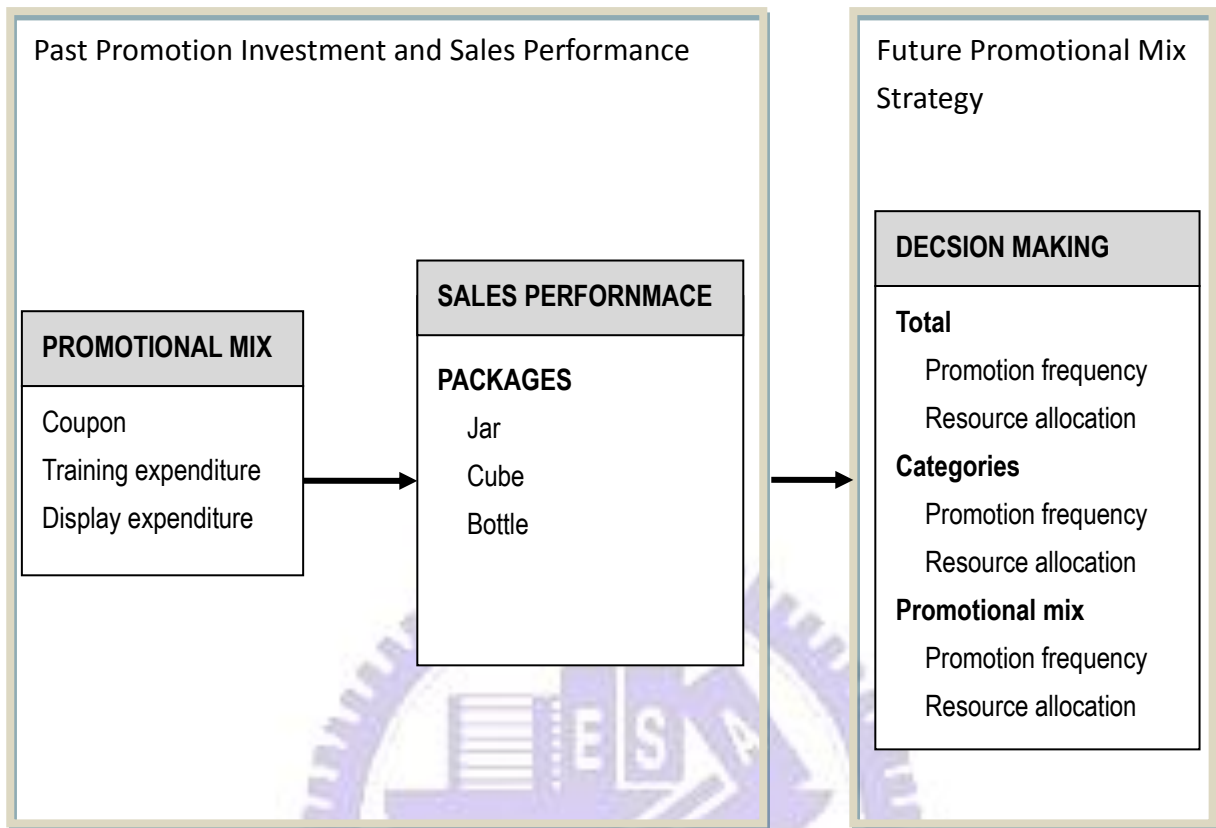 Past Promotion Investment and Sales Performance
PROMOTIONAL MIX
Coupon
Training expenditure
Display expenditure
SALES PERFORNMACE
PACKAGES
Jar
Cube
Bottle
Future Promotional Mix
Strategy
DECSION MAKING
Total
Promotion frequency
Resource allocation
Categories
Promotion frequency
Resource allocation
Promotional mix
Promotion frequency
Resource allocation
ESA